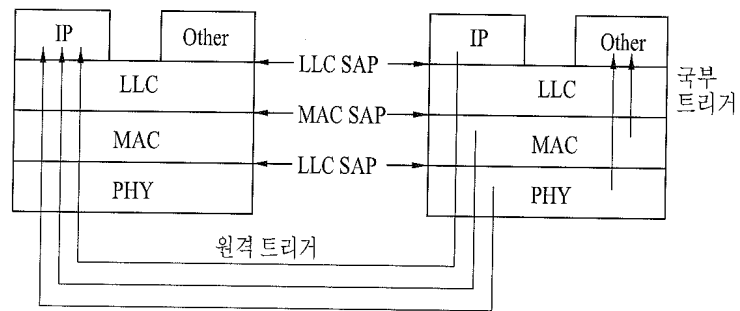 IP
Other
LLC
MAC
PHY
LLC SAP
MAC SAP
LLC SAP
IP
Other
LLC
MAC
PHY
국부
트리거
원격 트리거